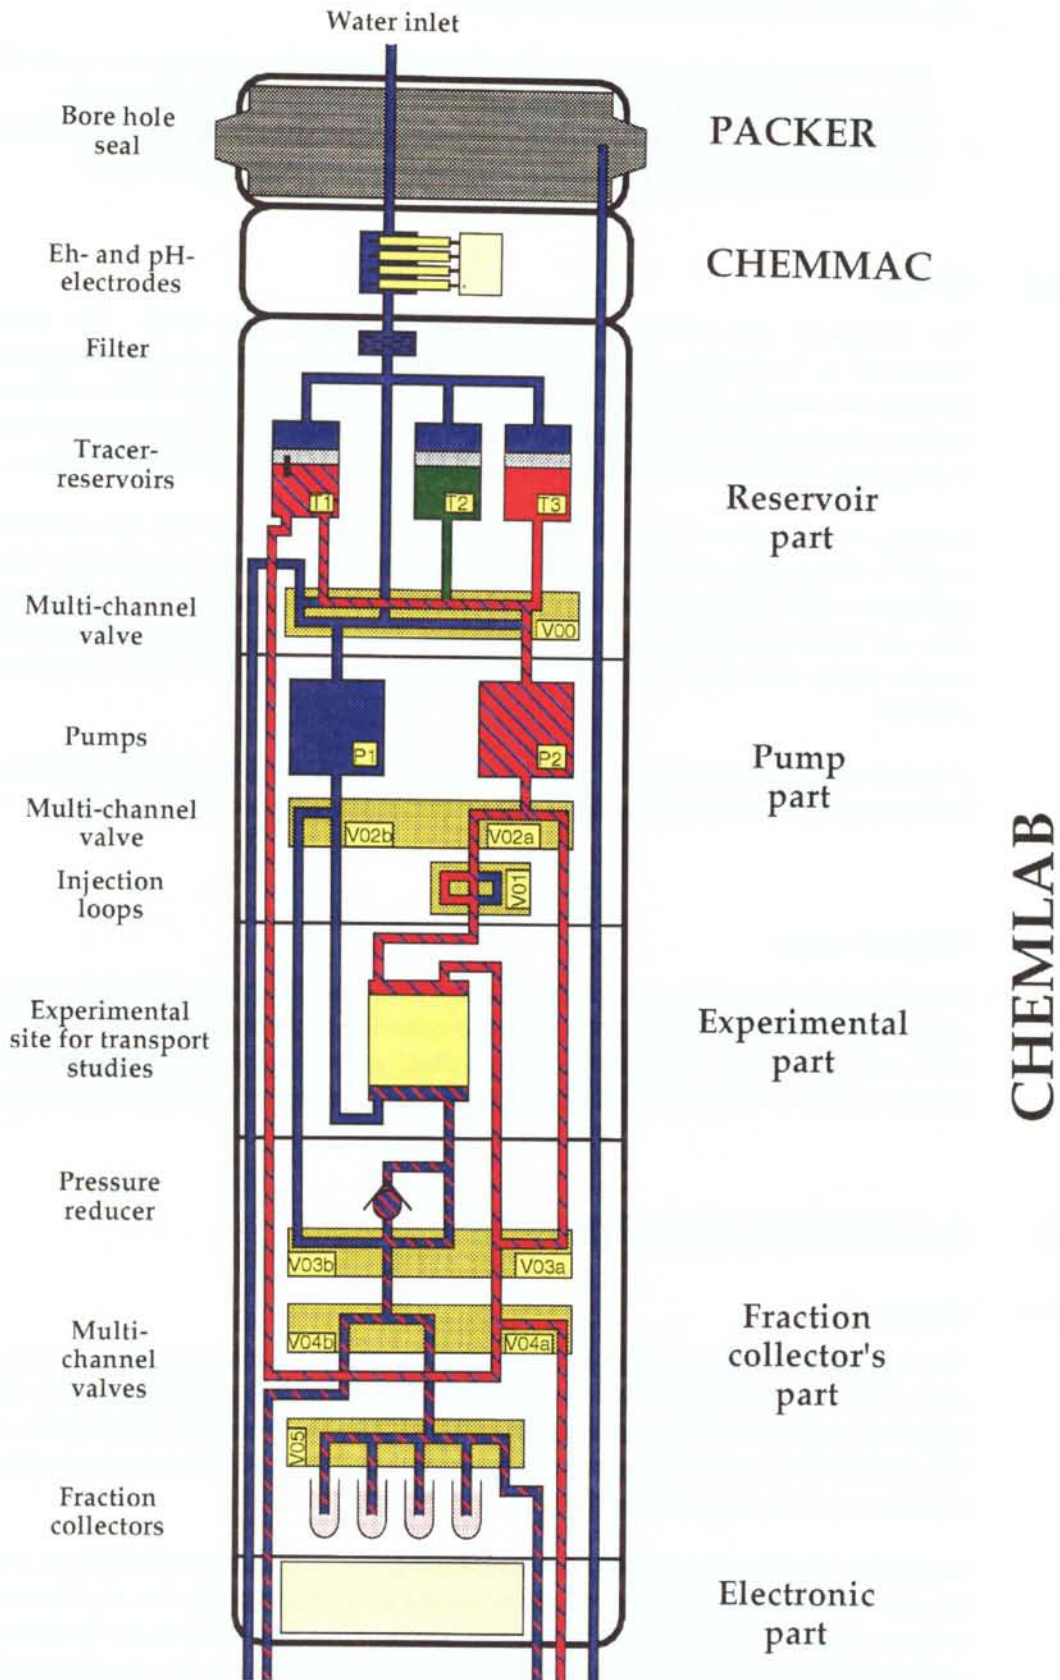 Water inlet
Bore hole
seal
PACKER
Eh- and pH-
electrodes
CHEMMAC
Filter
Tracer-
reservoirs
T1
T2
T3
Reservoir
part
Multi-channel
valve
V00
Pumps
P1
P2
Pump
part
Multi-channel
valve
V02b
V02a
Injection
loops
V01
CHEMLAB
Experimental
site for transport
studies
Experimental
part
Pressure
reducer
V03b
V03a
Multi-
channel
valves
V04b
V04a
Fraction
collector's
part
V05
Fraction
collectors
Electronic
part